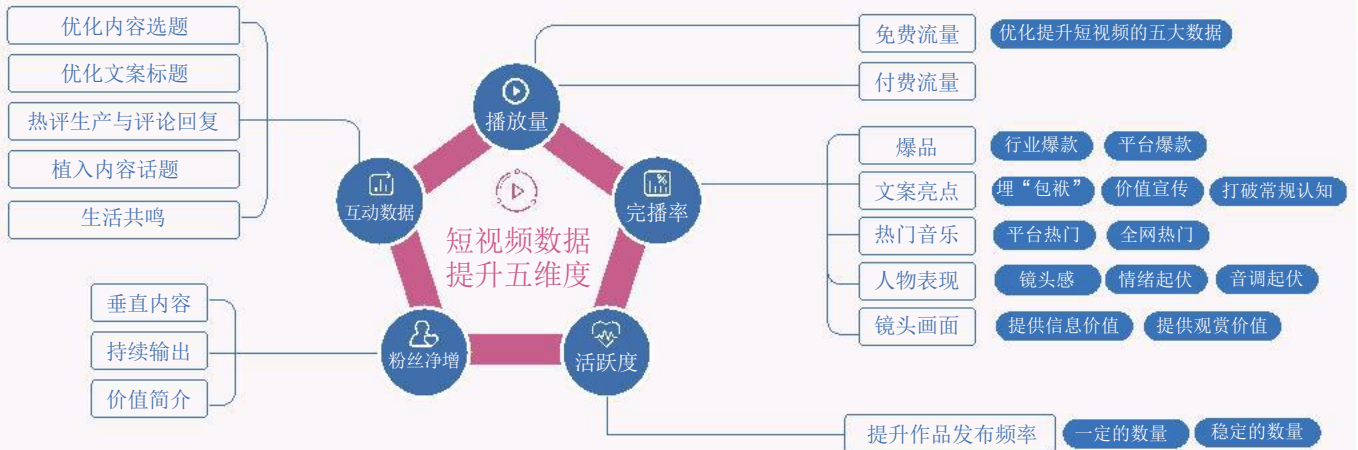 优化内容选题
优化文案标题
热评生产与评论回复
植入内容话题
生活共鸣
垂直内容
持续输出
价值简介
播放量
互动数据
完播率
短视频数据
提升五维度
粉丝净增
活跃度
免费流量 优化提升短视频的五大数据
付费流量
爆品 行业爆款 平台爆款
文案亮点 埋“包袱” 价值宣传 打破常规认知
热门音乐 平台热门 全网热门
人物表现 镜头感 情绪起伏 音调起伏
镜头画面 提供信息价值 提供观赏价值
提升作品发布频率 一定的数量 稳定的数量